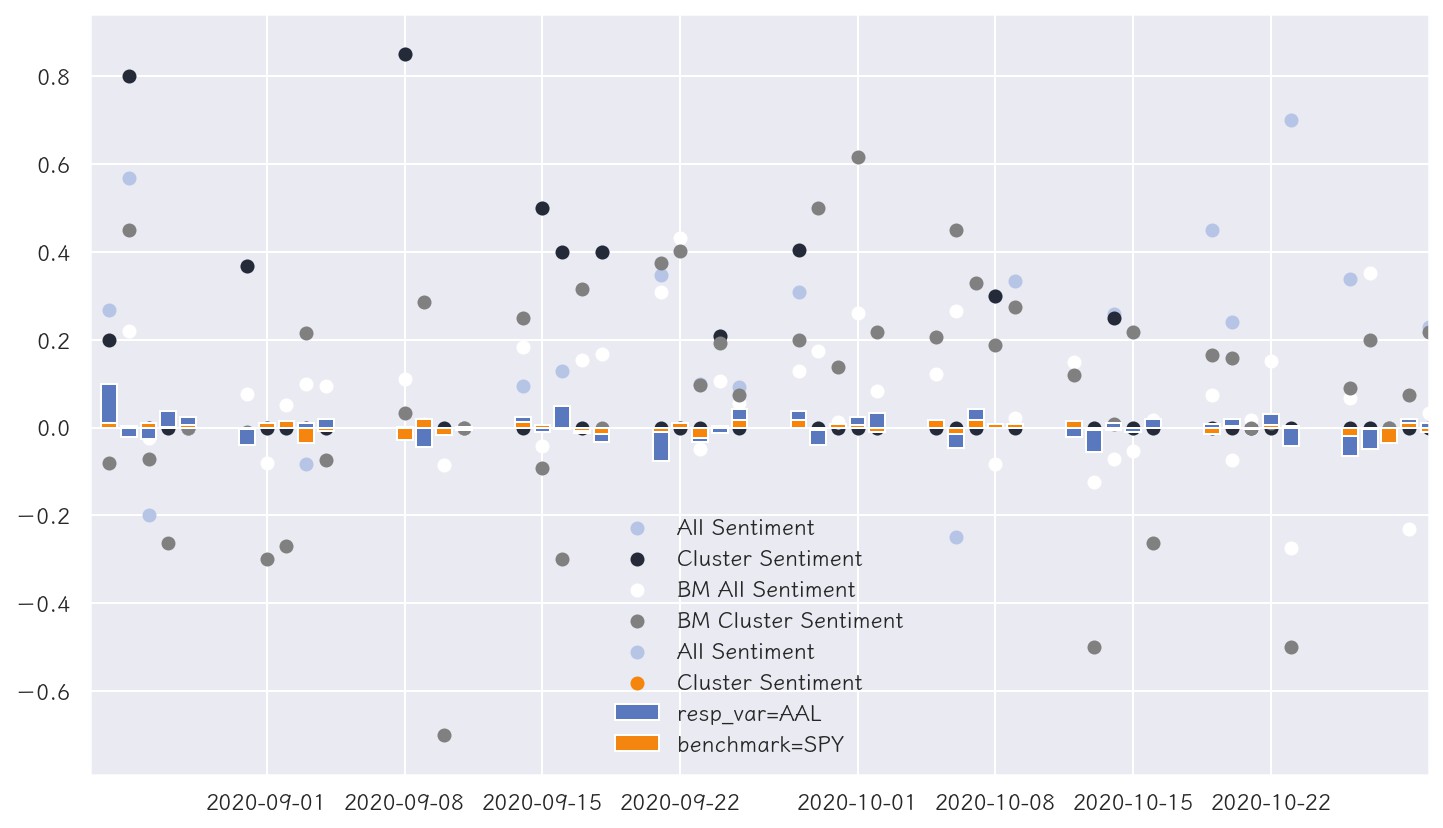 0.8
0.6
0.4
0.2
0.0
−0.2
−0.4
−0.6
All Sentiment
Cluster Sentiment
BM All Sentiment
BM Cluster Sentiment
All Sentiment
Cluster Sentiment
resp_var=AAL
benchmark=SPY
2020-09-01 2020-09-08 2020-09-15 2020-09-22 2020-10-01 2020-10-08 2020-10-15 2020-10-22